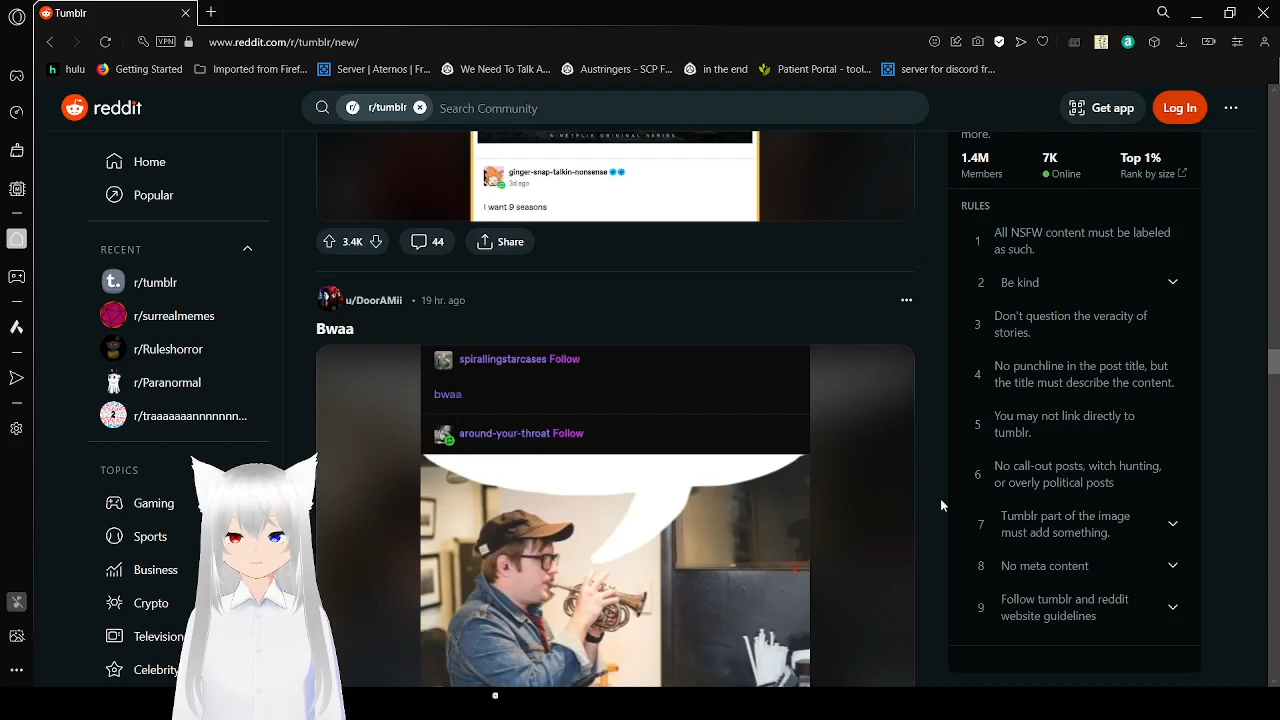 Tumblr
www.reddit.com/r/tumblr/new/
VPN
hulu
Getting Started
Imported from Firef...
Server | Aternos | Fr...
We Need To Talk A...
Austringers - SCP F...
in the end
Patient Portal - tool...
server for discord fr...
reddit
r/tumblr
Search Community
Get app
Log In
Home
Popular
RECENT
r/tumblr
r/surrealmemes
r/Ruleshorror
r/Paranormal
r/traaaaaaannnnnnn...
TOPICS
Gaming
Sports
Business
Crypto
Television
Celebrity
A NETFLIX ORIGINAL SERIES
ginger-snap-talkin-nonsense
3d ago
I want 9 seasons
3.4K
44
Share
u/DoorAMii • 19 hr. ago
Bwaa
spirallingstarcases Follow
bwaa
around-your-throat Follow
more.
1.4M
Members
7K
Online
Top 1%
Rank by size
RULES
1 All NSFW content must be labeled
as such.
2 Be kind
3 Don't question the veracity of
stories.
4 No punchline in the post title, but
the title must describe the content.
5 You may not link directly to
tumblr.
6 No call-out posts, witch hunting,
or overly political posts
7 Tumblr part of the image
must add something.
8 No meta content
9 Follow tumblr and reddit
website guidelines